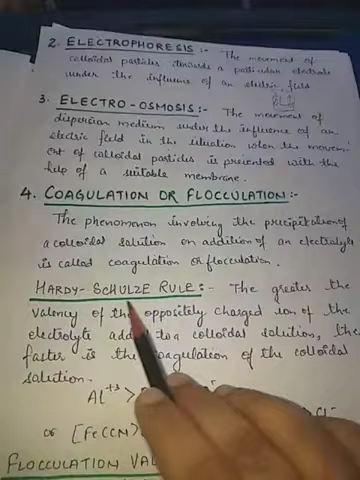 2. ELECTROPHORESIS :- The movement of
colloidal particles towards a particular electrode
under the influence of an electric field
3. ELECTRO-OSMOSIS :- The movement of
dispersion medium under the influence of an
electric field in the situation when the movem-
ent of colloidal particles is prevented with the
help of a suitable membrane.
4. COAGULATION OR FLOCCULATION :-
The phenomenon involving the precipitation of
a colloidal solution on addition of an electrolyte
is called coagulation or flocculation.
HARDY-SCHULZE RULE :- The greater the
valency of the oppositely charged ion of the
electrolyte added to a colloidal solution, the
faster is the coagulation of the colloidal
solution.
Al+3 >
or [Fe(CN) Cl-
FLOCCULATION VAL